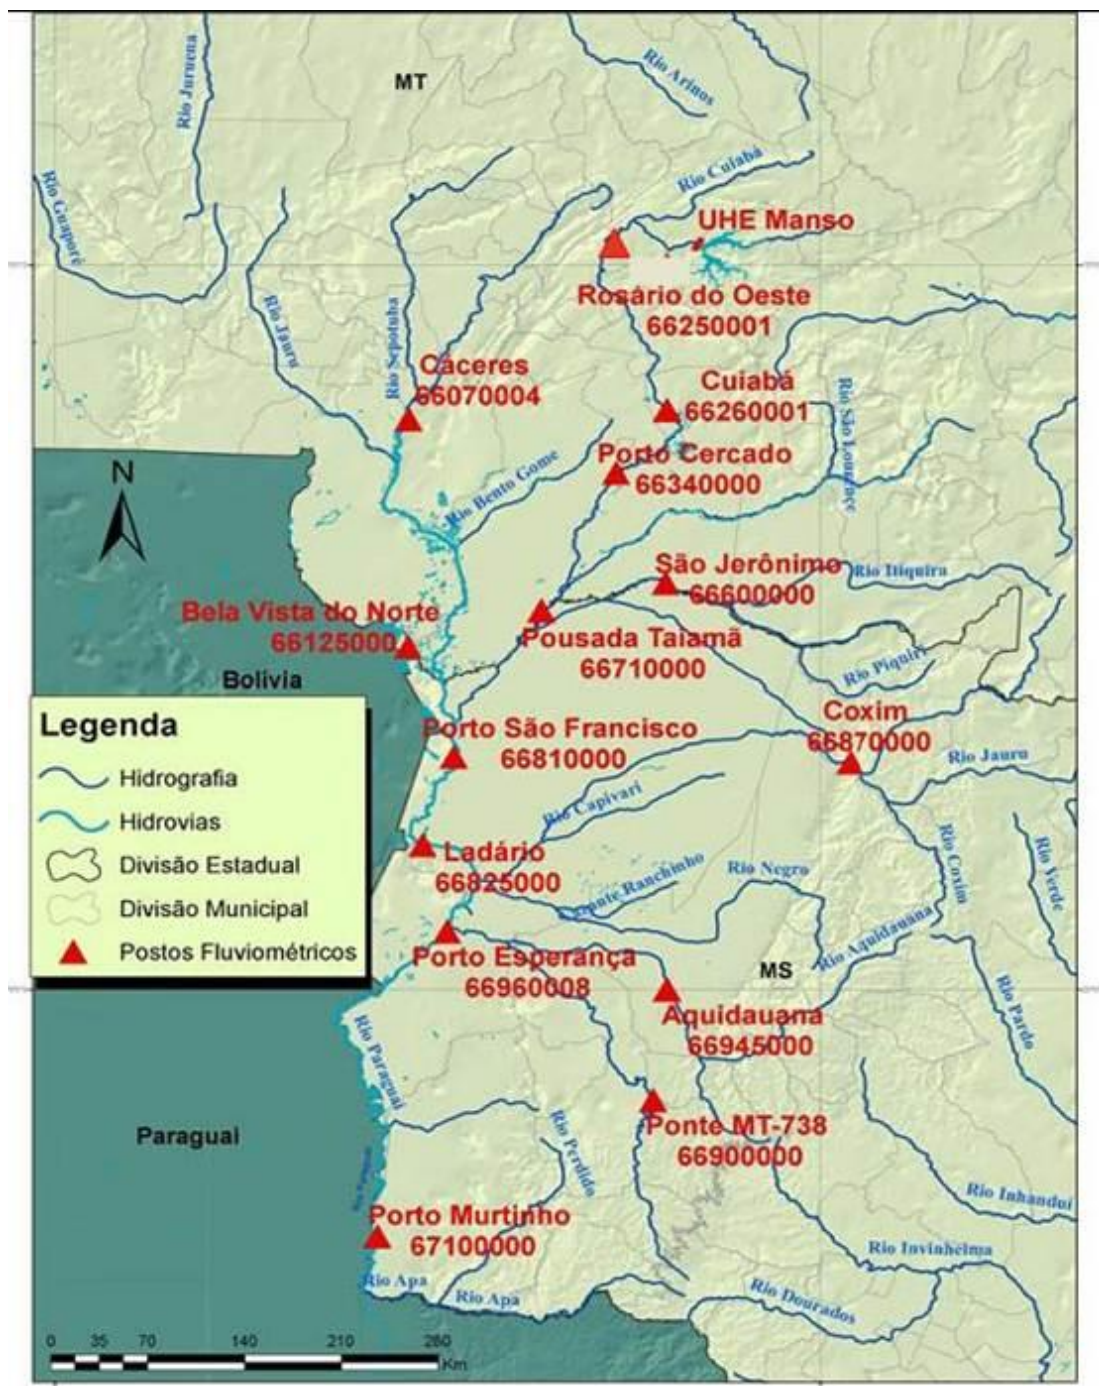 MT
Rio Juruena
Rio Arinos
Rio Guaporé
Rio Cuiabá
UHE Manso
Rosário do Oeste
66250001
Rio Jauru
Rio Sepotuba
Cáceres
66070004
Cuiabá
66260001
Rio São Lourenço
Porto Cercado
66340000
N
Rio Bento Gome
São Jerônimo
66600000
Rio Itiquira
Bela Vista do Norte
66125000
Pousada Taiamã
66710000
Rio Piquiri
Bolívia
Coxim
66870000
Porto São Francisco
66810000
Rio Jauru
Legenda
Hidrografia
Hidrovias
Divisão Estadual
Divisão Municipal
Postos Fluviométricos
Rio Capivari
Rio Verde
Rio Coxim
Ladário
66825000
Ranchinho
Rio Negro
Rio Aquidauana
Porto Esperança
66960008
MS
Aquidauana
66945000
Rio Pardo
Rio Paraguai
Paraguai
Rio Perdido
Ponte MT-738
66900000
Rio Inhanduí
Porto Murtinho
67100000
Rio Invinheima
Rio Apa
Rio Apa
Rio Dourados
0 35 70 140 210 280
Km